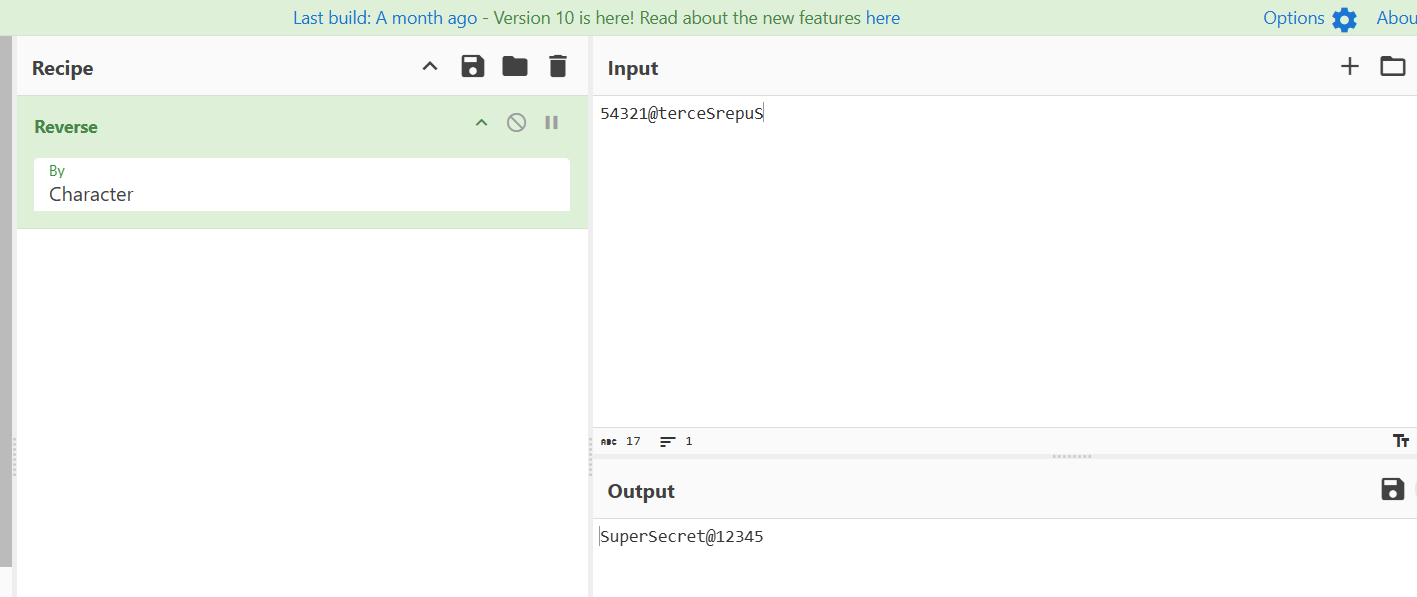 Last build: A month ago - Version 10 is here! Read about the new features here
Options
Abou
Recipe
Reverse
By
Character
Input
54321@terceSrepuS
ABC 17
1
Tт
Output
SuperSecret@12345